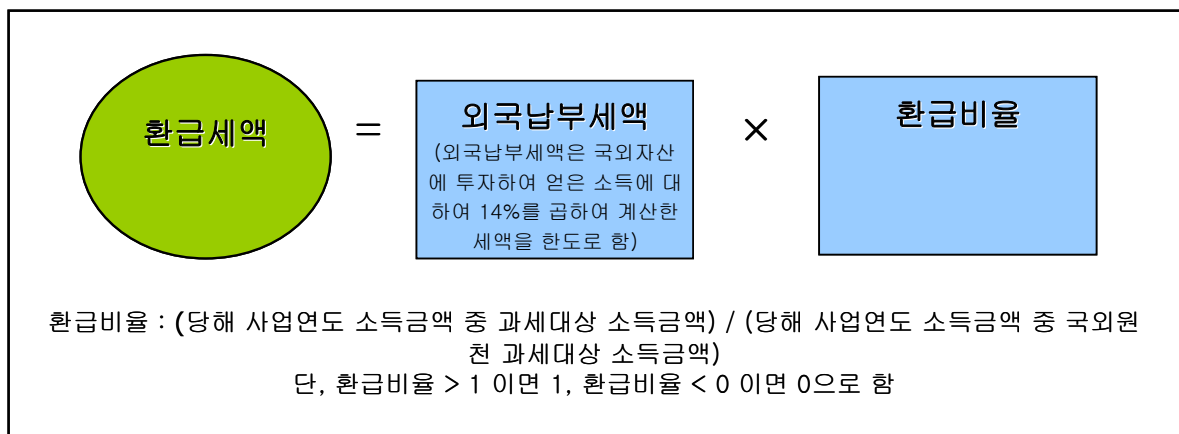 환급세액
=
외국납부세액
(외국납부세액은 국외자산
에 투자하여 얻은 소득에 대
하여 14%를 곱하여 계산한
세액을 한도로 함)
×
환급비율
환급비율 : (당해 사업연도 소득금액 중 과세대상 소득금액) / (당해 사업연도 소득금액 중 국외원
천 과세대상 소득금액)
단, 환급비율 > 1 이면 1, 환급비율 < 0 이면 0으로 함